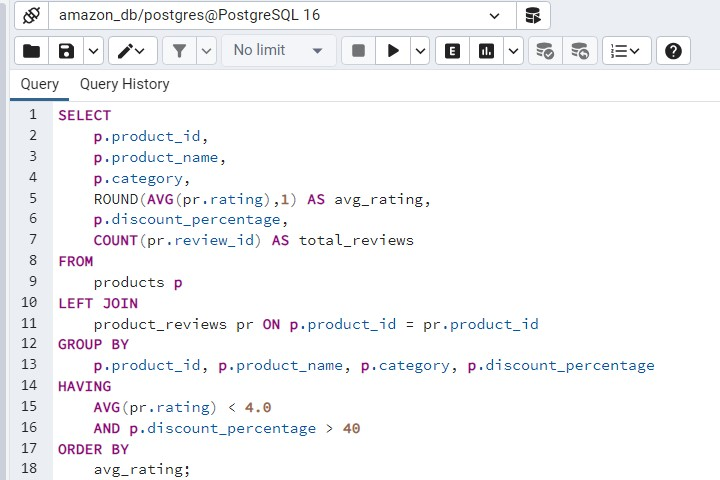 amazon_db/postgres@PostgreSQL 16
No limit
E
Query Query History
1 SELECT
2 p.product_id,
3 p.product_name,
4 p.category,
5 ROUND(AVG(pr.rating),1) AS avg_rating,
6 p.discount_percentage,
7 COUNT(pr.review_id) AS total_reviews
8 FROM
9 products p
10 LEFT JOIN
11 product_reviews pr ON p.product_id = pr.product_id
12 GROUP BY
13 p.product_id, p.product_name, p.category, p.discount_percentage
14 HAVING
15 AVG(pr.rating) < 4.0
16 AND p.discount_percentage > 40
17 ORDER BY
18 avg_rating;